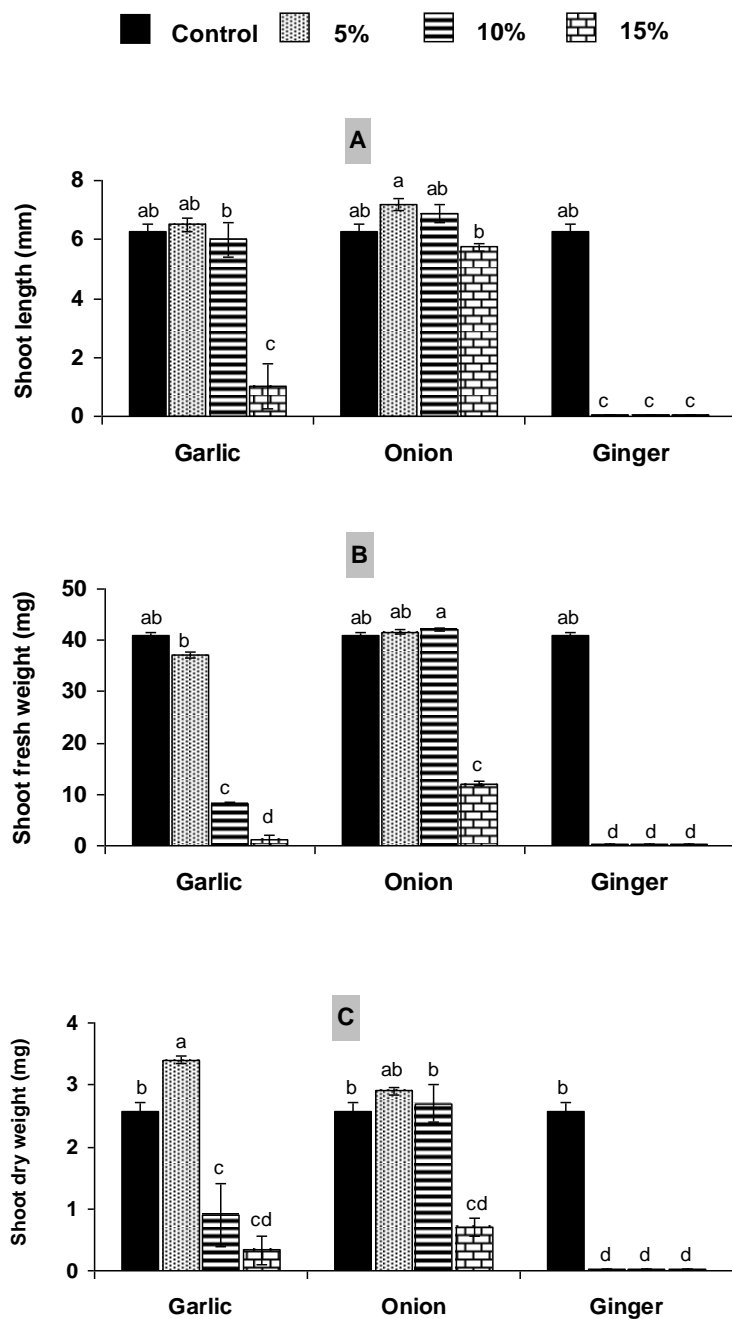 Control 5% 10% 15%
A
Shoot length (mm)
8
6
4
2
0
ab ab b c ab a ab b ab c c c
Garlic Onion Ginger
B
Shoot fresh weight (mg)
50
40
30
20
10
0
ab b c d ab ab a c ab d d d
Garlic Onion Ginger
C
Shoot dry weight (mg)
4
3
2
1
0
b a c cd b ab b cd b d d d
Garlic Onion Ginger